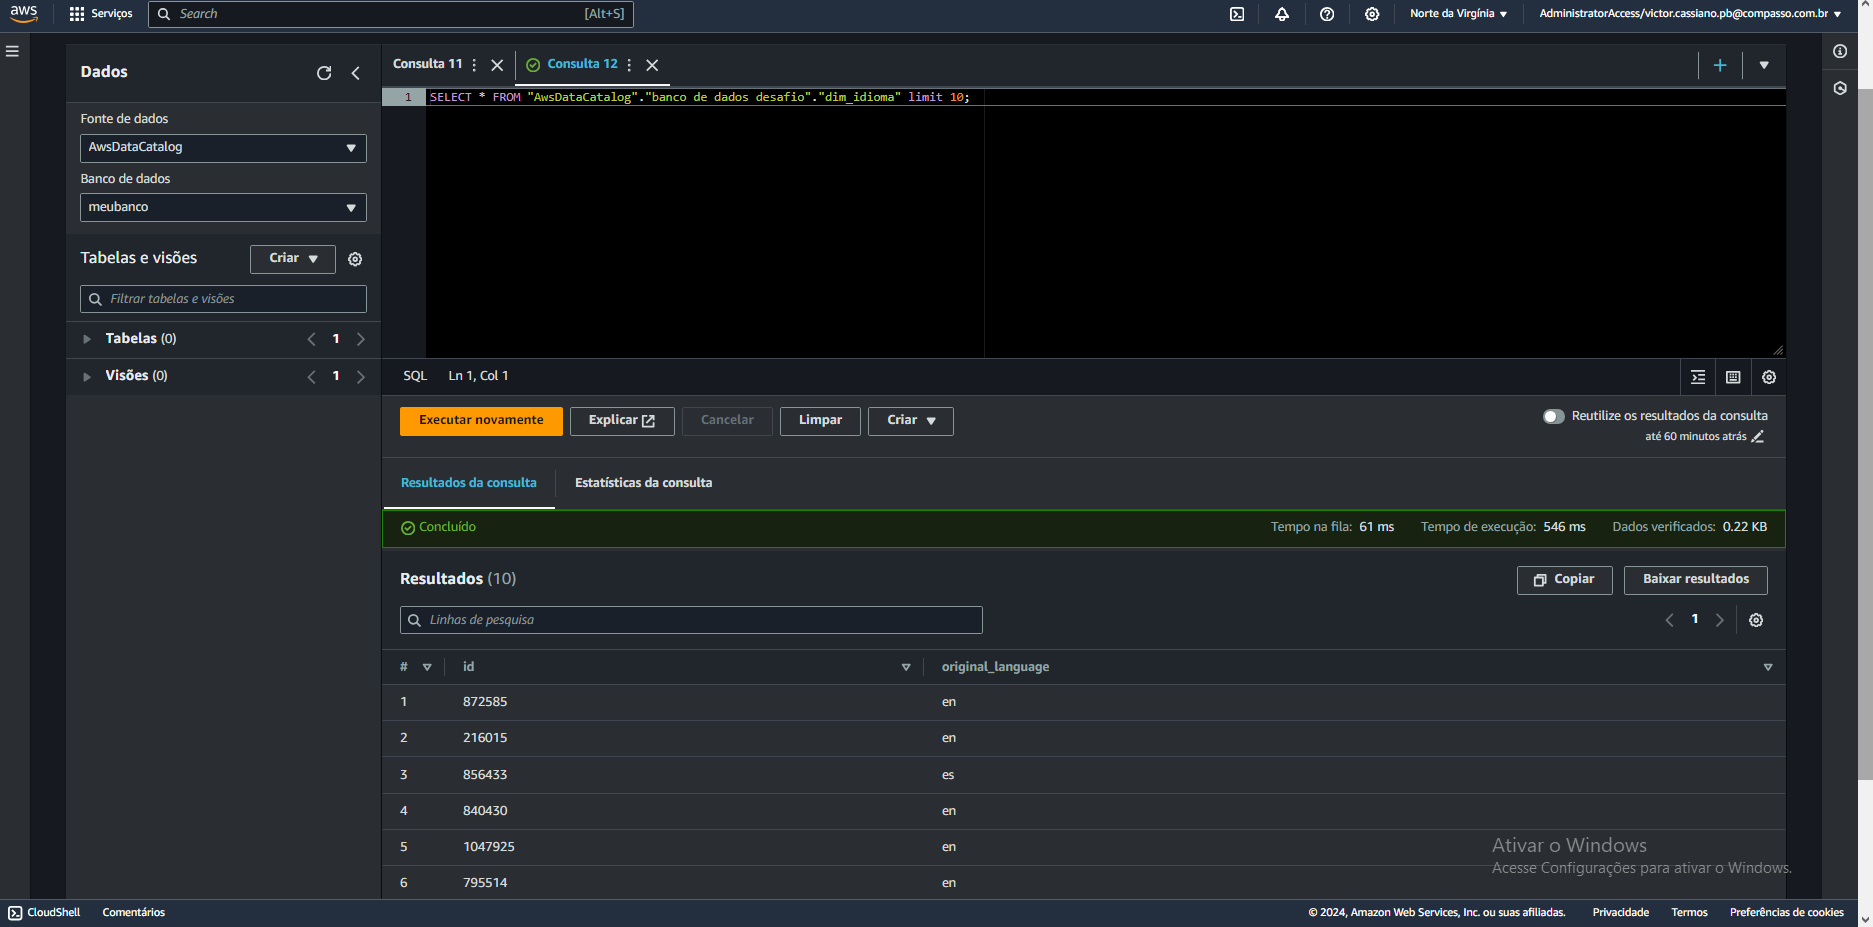 aws Serviços Search [Alt+S] Norte da Virgínia AdministratorAccess/victor.cassiano.pb@compasso.com.br
Dados
Fonte de dados
AwsDataCatalog
Banco de dados
meubanco
Tabelas e visões Criar
Filtrar tabelas e visões
Tabelas (0) 1
Visões (0) 1
Consulta 11 Consulta 12
1 SELECT * FROM "AwsDataCatalog"."banco de dados desafio"."dim_idioma" limit 10;
SQL Ln 1, Col 1
Executar novamente Explicar Cancelar Limpar Criar
Reutilize os resultados da consulta
até 60 minutos atrás
Resultados da consulta Estatísticas da consulta
Concluído Tempo na fila: 61 ms Tempo de execução: 546 ms Dados verificados: 0.22 KB
Resultados (10) Copiar Baixar resultados
Linhas de pesquisa 1
# id original_language
1 872585 en
2 216015 en
3 856433 es
4 840430 en
5 1047925 en
6 795514 en
Ativar o Windows
Acesse Configurações para ativar o Windows.
CloudShell Comentários © 2024, Amazon Web Services, Inc. ou suas afiliadas. Privacidade Termos Preferências de cookies